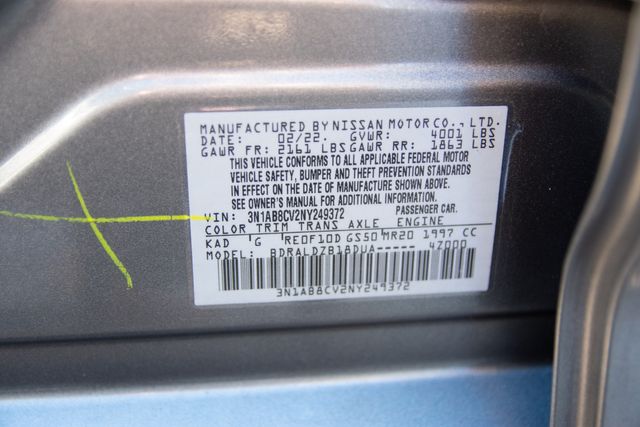 MANUFACTURED BY NISSAN MOTOR CO., LTD.
DATE: 02/22. GVWR: 4001 LBS
GAWR FR: 2161 LBS GAWR RR: 1863 LBS
THIS VEHICLE CONFORMS TO ALL APPLICABLE FEDERAL MOTOR
VEHICLE SAFETY, BUMPER AND THEFT PREVENTION STANDARDS
IN EFFECT ON THE DATE OF MANUFACTURE SHOWN ABOVE.
SEE OWNER'S MANUAL FOR ADDITIONAL INFORMATION
VIN: 3N1AB8CV2NY249372 PASSENGER CAR.
COLOR TRIM TRANS AXLE ENGINE
KAD G RE0F10D GS50 MR20 1997 CC
MODEL: BDRALDZB18DUA----- 4Z000
3N1AB8CV2NY249372